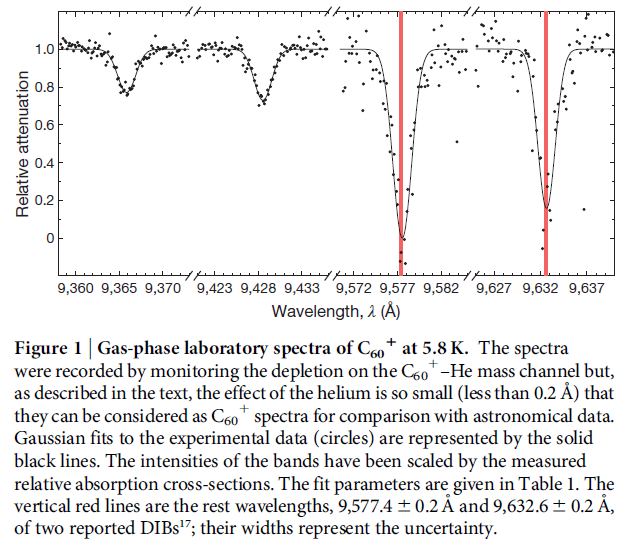 Relative attenuation
1.0
0.8
0.6
0.4
0.2
0
9,360 9,365 9,370 9,423 9,428 9,433 9,572 9,577 9,582 9,627 9,632 9,637
Wavelength, λ (Å)
Figure 1 | Gas-phase laboratory spectra of C₆₀⁺ at 5.8 K. The spectra
were recorded by monitoring the depletion on the C₆₀⁺–He mass channel but,
as described in the text, the effect of the helium is so small (less than 0.2 Å) that
they can be considered as C₆₀⁺ spectra for comparison with astronomical data.
Gaussian fits to the experimental data (circles) are represented by the solid
black lines. The intensities of the bands have been scaled by the measured
relative absorption cross-sections. The fit parameters are given in Table 1. The
vertical red lines are the rest wavelengths, 9,577.4 ± 0.2 Å and 9,632.6 ± 0.2 Å,
of two reported DIBs¹⁷; their widths represent the uncertainty.